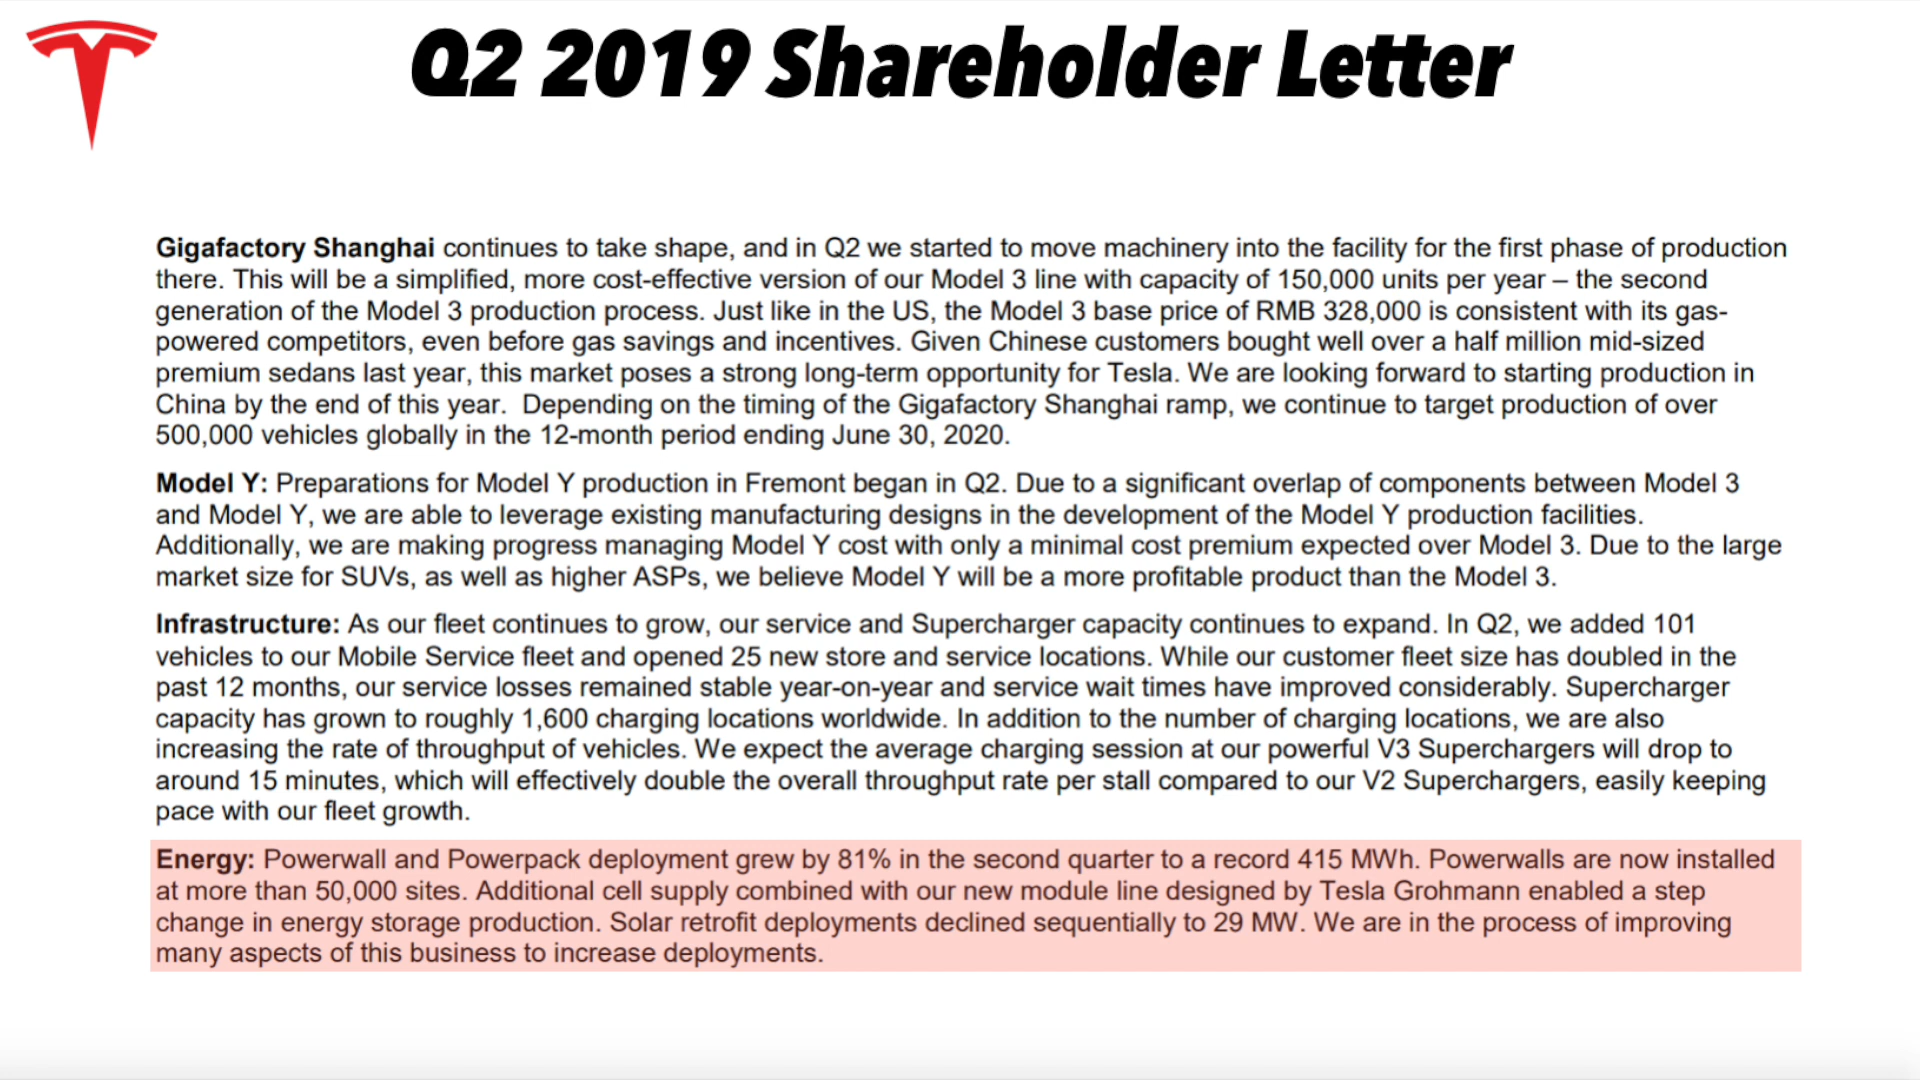 Q2 2019 Shareholder Letter
Gigafactory Shanghai continues to take shape, and in Q2 we started to move machinery into the facility for the first phase of production
there. This will be a simplified, more cost-effective version of our Model 3 line with capacity of 150,000 units per year – the second
generation of the Model 3 production process. Just like in the US, the Model 3 base price of RMB 328,000 is consistent with its gas-
powered competitors, even before gas savings and incentives. Given Chinese customers bought well over a half million mid-sized
premium sedans last year, this market poses a strong long-term opportunity for Tesla. We are looking forward to starting production in
China by the end of this year.  Depending on the timing of the Gigafactory Shanghai ramp, we continue to target production of over
500,000 vehicles globally in the 12-month period ending June 30, 2020.
Model Y: Preparations for Model Y production in Fremont began in Q2. Due to a significant overlap of components between Model 3
and Model Y, we are able to leverage existing manufacturing designs in the development of the Model Y production facilities.
Additionally, we are making progress managing Model Y cost with only a minimal cost premium expected over Model 3. Due to the large
market size for SUVs, as well as higher ASPs, we believe Model Y will be a more profitable product than the Model 3.
Infrastructure: As our fleet continues to grow, our service and Supercharger capacity continues to expand. In Q2, we added 101
vehicles to our Mobile Service fleet and opened 25 new store and service locations. While our customer fleet size has doubled in the
past 12 months, our service losses remained stable year-on-year and service wait times have improved considerably. Supercharger
capacity has grown to roughly 1,600 charging locations worldwide. In addition to the number of charging locations, we are also
increasing the rate of throughput of vehicles. We expect the average charging session at our powerful V3 Superchargers will drop to
around 15 minutes, which will effectively double the overall throughput rate per stall compared to our V2 Superchargers, easily keeping
pace with our fleet growth.
Energy: Powerwall and Powerpack deployment grew by 81% in the second quarter to a record 415 MWh. Powerwalls are now installed
at more than 50,000 sites. Additional cell supply combined with our new module line designed by Tesla Grohmann enabled a step
change in energy storage production. Solar retrofit deployments declined sequentially to 29 MW. We are in the process of improving
many aspects of this business to increase deployments.